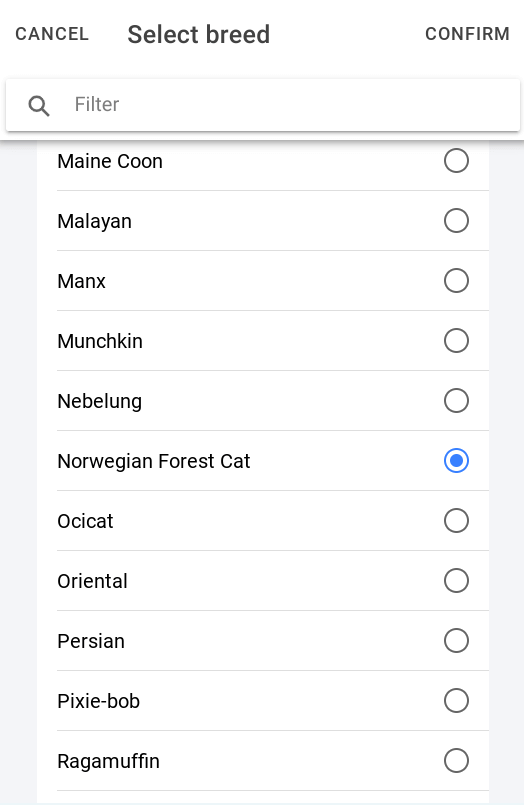 CANCEL Select breed CONFIRM
Filter
Maine Coon
Malayan
Manx
Munchkin
Nebelung
Norwegian Forest Cat
Ocicat
Oriental
Persian
Pixie-bob
Ragamuffin